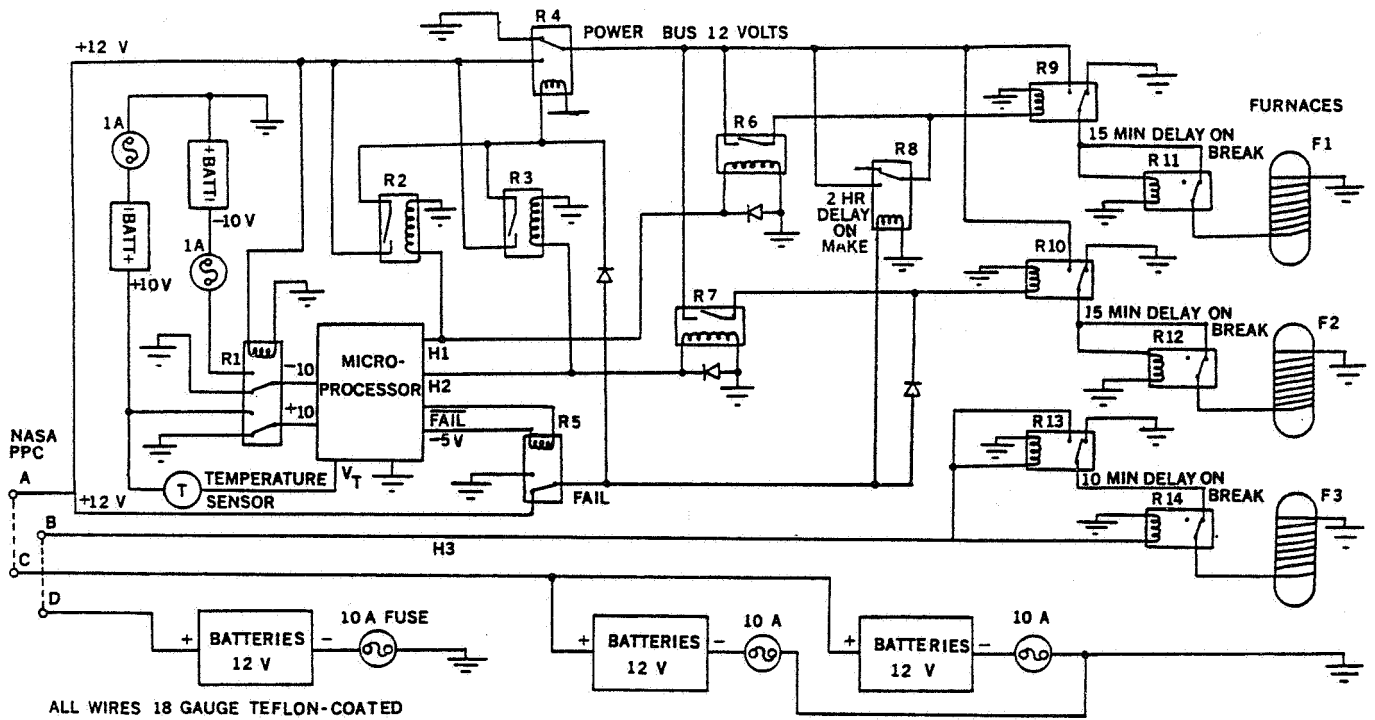 R4
POWER BUS 12 VOLTS
+12 V
R9
FURNACES
1A
R6
15 MIN DELAY ON BREAK
F1
R8
R11
+BATT-
R2
R3
-10 V
2 HR
DELAY
ON
MAKE
-BATT+
1A
R10
+10V
R7
15 MIN DELAY ON BREAK
F2
R12
R1
-10
MICRO-
PROCESSOR
H1
H2
+10
FAIL
R5
R13
-5 V
NASA
PPC
A
VT
T
TEMPERATURE
SENSOR
FAIL
10 MIN DELAY ON BREAK
F3
+12 V
R14
B
H3
C
D
10 A FUSE
10 A
10 A
+ BATTERIES -
12 V
+ BATTERIES -
12 V
+ BATTERIES -
12 V
ALL WIRES 18 GAUGE TEFLON-COATED